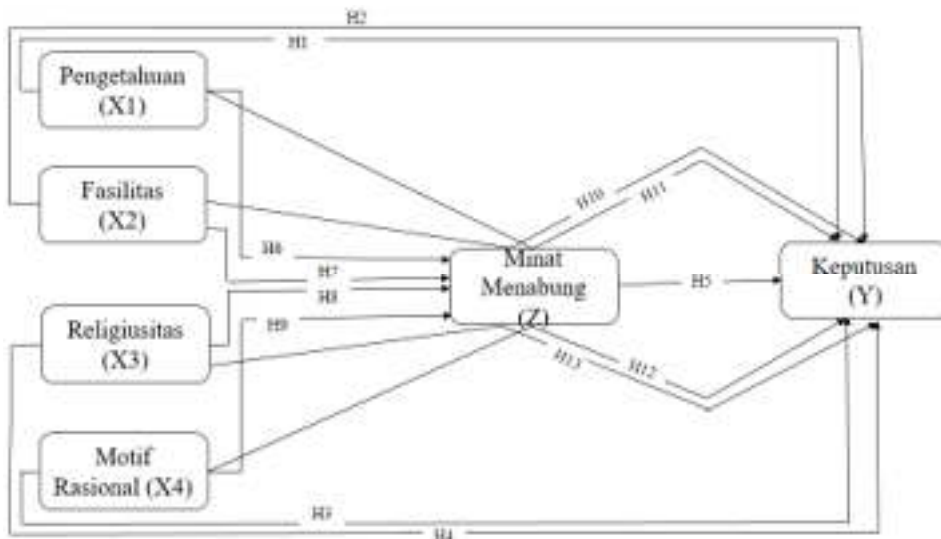 H2
H1
Pengetahuan
(X1)
Fasilitas
(X2)
H10
H11
H6
H7
H8
H9
Minat
Menabung
(Z)
H5
Keputusan
(Y)
Religiusitas
(X3)
H13
H12
Motif
Rasional (X4)
H3
H4